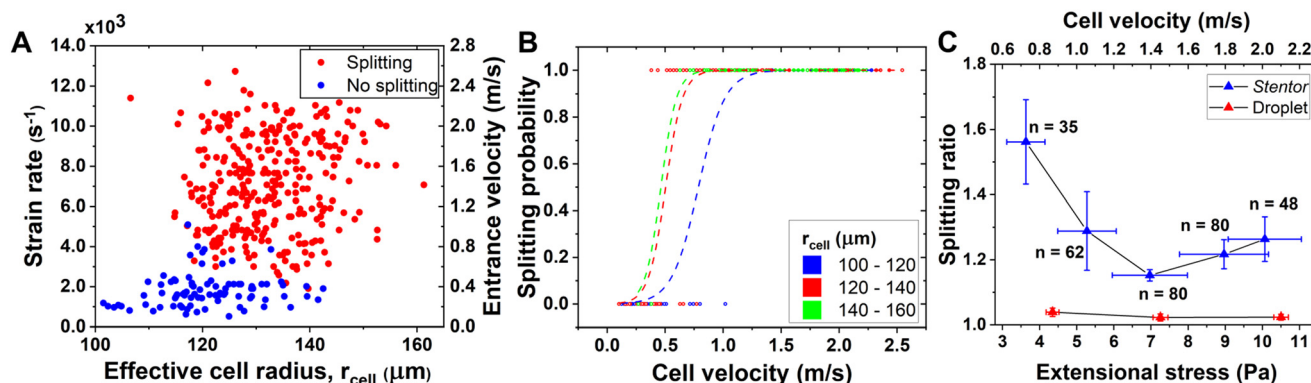 A
×10³
Strain rate (s⁻¹)
14.0
12.0
10.0
8.0
6.0
4.0
2.0
0.0
Splitting
No splitting
2.8
2.4
2.0
1.6
1.2
0.8
0.4
0.0
Entrance velocity (m/s)
100
120
140
160
Effective cell radius, r_cell (μm)
B
Splitting probability
1.0
0.8
0.6
0.4
0.2
0.0
r_cell (μm)
100 - 120
120 - 140
140 - 160
0.0
0.5
1.0
1.5
2.0
2.5
Cell velocity (m/s)
C
Cell velocity (m/s)
0.6 0.8 1.0 1.2 1.4 1.6 1.8 2.0 2.2
Splitting ratio
1.8
1.6
1.4
1.2
1.0
Stentor
Droplet
n = 35
n = 62
n = 80
n = 80
n = 48
3 4 5 6 7 8 9 10 11
Extensional stress (Pa)